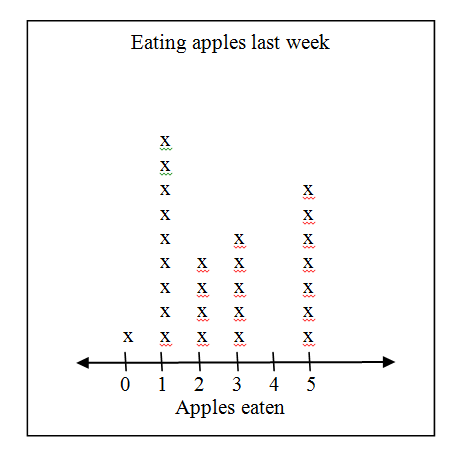 Eating apples last week
x
x
x x
x x
x x x
x x x x
x x x x
x x x x
x x x x x
0 1 2 3 4 5
Apples eaten